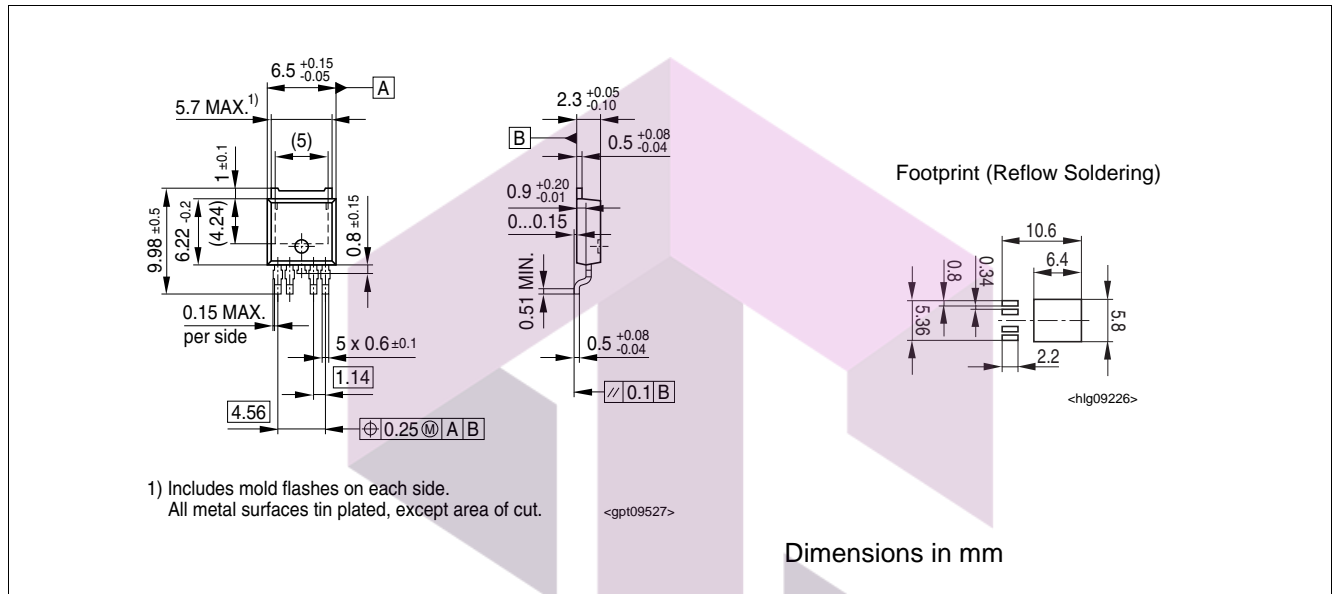 6.5 +0.15 -0.05
A
5.7 MAX. 1)
(5)
1 ±0.1
9.98 ±0.5
6.22 -0.2
(4.24)
0.8 ±0.15
0.15 MAX.
per side
5 x 0.6 ±0.1
1.14
4.56
⌖ 0.25 Ⓜ A B
2.3 +0.05 -0.10
B
0.5 +0.08 -0.04
0.9 +0.20 -0.01
0...0.15
0.51 MIN.
0.5 +0.08 -0.04
// 0.1 B
1) Includes mold flashes on each side.
All metal surfaces tin plated, except area of cut.
<gpt09527>
Footprint (Reflow Soldering)
10.6
6.4
0.8
0.34
5.36
5.8
2.2
<hlg09226>
Dimensions in mm